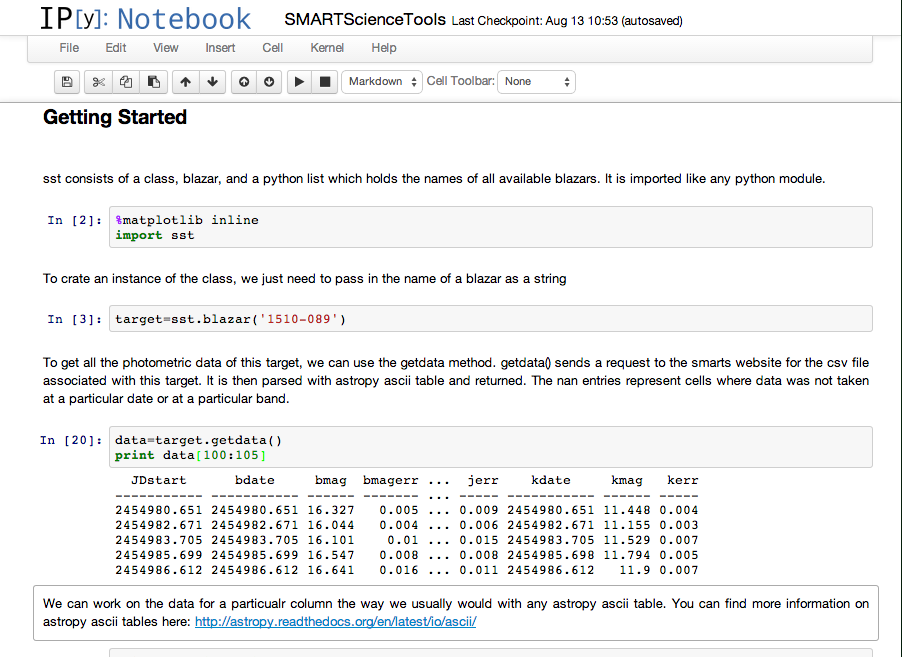 IP[y]: Notebook SMARTScienceTools Last Checkpoint: Aug 13 10:53 (autosaved)
File Edit View Insert Cell Kernel Help
Markdown Cell Toolbar: None
Getting Started
sst consists of a class, blazar, and a python list which holds the names of all available blazars. It is imported like any python module.
In [2]: %matplotlib inline
import sst
To crate an instance of the class, we just need to pass in the name of a blazar as a string
In [3]: target=sst.blazar('1510-089')
To get all the photometric data of this target, we can use the getdata method. getdata() sends a request to the smarts website for the csv file
associated with this target. It is then parsed with astropy ascii table and returned. The nan entries represent cells where data was not taken
at a particular date or at a particular band.
In [20]: data=target.getdata()
print data[100:105]
JDstart bdate bmag bmagerr ... jerr kdate kmag kerr
----------- ----------- ------ ------- ... ----- ----------- ------ -----
2454980.651 2454980.651 16.327 0.005 ... 0.009 2454980.651 11.448 0.004
2454982.671 2454982.671 16.044 0.004 ... 0.006 2454982.671 11.155 0.003
2454983.705 2454983.705 16.101 0.01 ... 0.015 2454983.705 11.529 0.007
2454985.699 2454985.699 16.547 0.008 ... 0.008 2454985.698 11.794 0.005
2454986.612 2454986.612 16.641 0.016 ... 0.011 2454986.612 11.9 0.007
We can work on the data for a particualr column the way we usually would with any astropy ascii table. You can find more information on
astropy ascii tables here: http://astropy.readthedocs.org/en/latest/io/ascii/